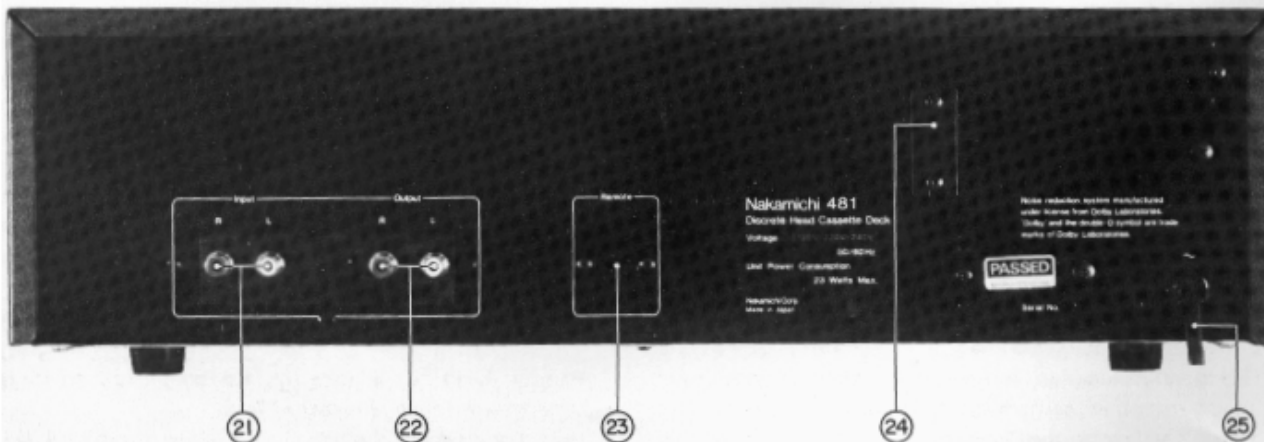 Input
Output
R L
R L
Remote
Nakamichi 481
Discrete Head Cassette Deck
Voltage
50/60Hz
Unit Power Consumption
23 Watts Max.
Nakamichi Corp.
Made in Japan
Noise reduction system manufactured
under license from Dolby Laboratories.
'Dolby' and the double-D symbol are trade
marks of Dolby Laboratories.
PASSED
Serial No.
21
22
23
24
25